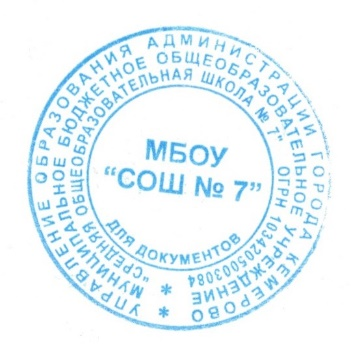 УПРАВЛЕНИЕ ОБРАЗОВАНИЯ АДМИНИСТРАЦИИ ГОРОДА КЕМЕРОВО *
МУНИЦИПАЛЬНОЕ БЮДЖЕТНОЕ ОБЩЕОБРАЗОВАТЕЛЬНОЕ УЧРЕЖДЕНИЕ *
"СРЕДНЯЯ ОБЩЕОБРАЗОВАТЕЛЬНАЯ ШКОЛА № 7" ОГРН 1034205003084
МБОУ
"СОШ № 7"
ДЛЯ ДОКУМЕНТОВ